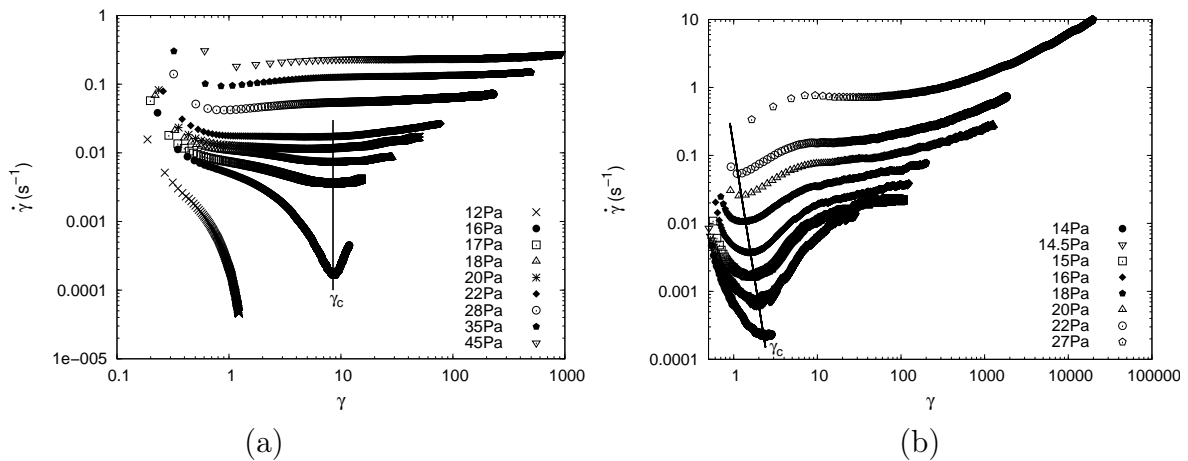 1
0.1
0.01
0.001
0.0001
1e-005
0.1
1
10
100
1000
γ̇ (s⁻¹)
γ
γc
12Pa
16Pa
17Pa
18Pa
20Pa
22Pa
28Pa
35Pa
45Pa
(a)
10
1
0.1
0.01
0.001
0.0001
1
10
100
1000
10000
100000
γ̇ (s⁻¹)
γ
γc
14Pa
14.5Pa
15Pa
16Pa
18Pa
20Pa
22Pa
27Pa
(b)